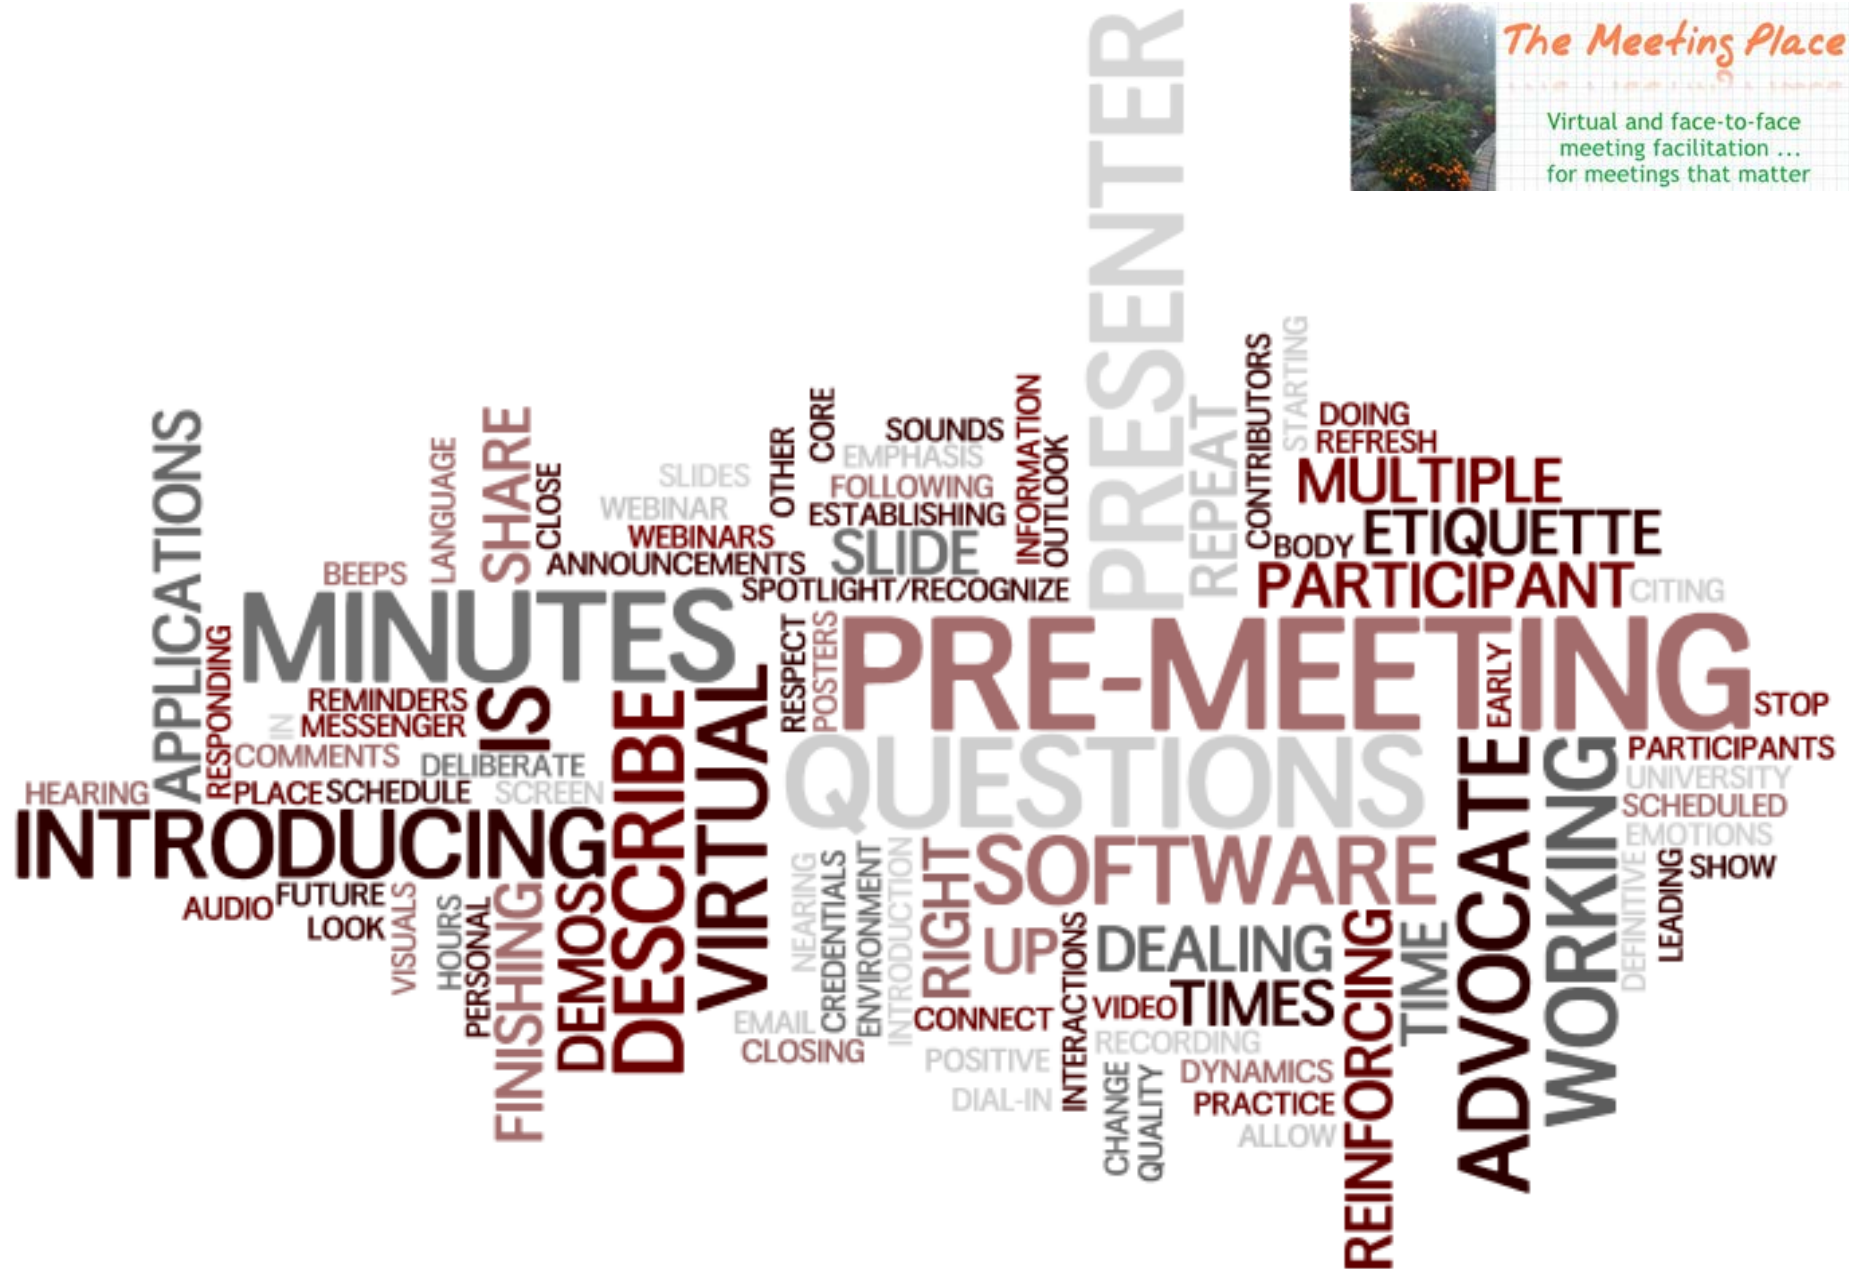 The Meeting Place
Virtual and face-to-face
meeting facilitation ...
for meetings that matter
PRESENTER
REPEAT
CONTRIBUTORS
STARTING
DOING
REFRESH
MULTIPLE
BODY
ETIQUETTE
PARTICIPANT
CITING
APPLICATIONS
LANGUAGE
SHARE
CLOSE
BEEPS
SLIDES
WEBINAR
WEBINARS
ANNOUNCEMENTS
OTHER
CORE
SOUNDS
EMPHASIS
FOLLOWING
ESTABLISHING
SLIDE
INFORMATION
OUTLOOK
SPOTLIGHT/RECOGNIZE
MINUTES
RESPONDING
REMINDERS
IN
MESSENGER
IS
COMMENTS
DELIBERATE
HEARING
PLACE
SCHEDULE
SCREEN
INTRODUCING
DESCRIBE
VIRTUAL
RESPECT
POSTERS
PRE-MEETING
EARLY
STOP
QUESTIONS
PARTICIPANTS
UNIVERSITY
SCHEDULED
EMOTIONS
DEFINITIVE
LEADING
SHOW
ADVOCATE
WORKING
SOFTWARE
AUDIO
FUTURE
LOOK
VISUALS
HOURS
PERSONAL
FINISHING
DEMOS
NEARING
CREDENTIALS
ENVIRONMENT
INTRODUCTION
RIGHT
UP
INTERACTIONS
DEALING
EMAIL
CLOSING
CONNECT
VIDEO
TIMES
RECORDING
POSITIVE
DIAL-IN
CHANGE
QUALITY
DYNAMICS
PRACTICE
ALLOW
REINFORCING
TIME